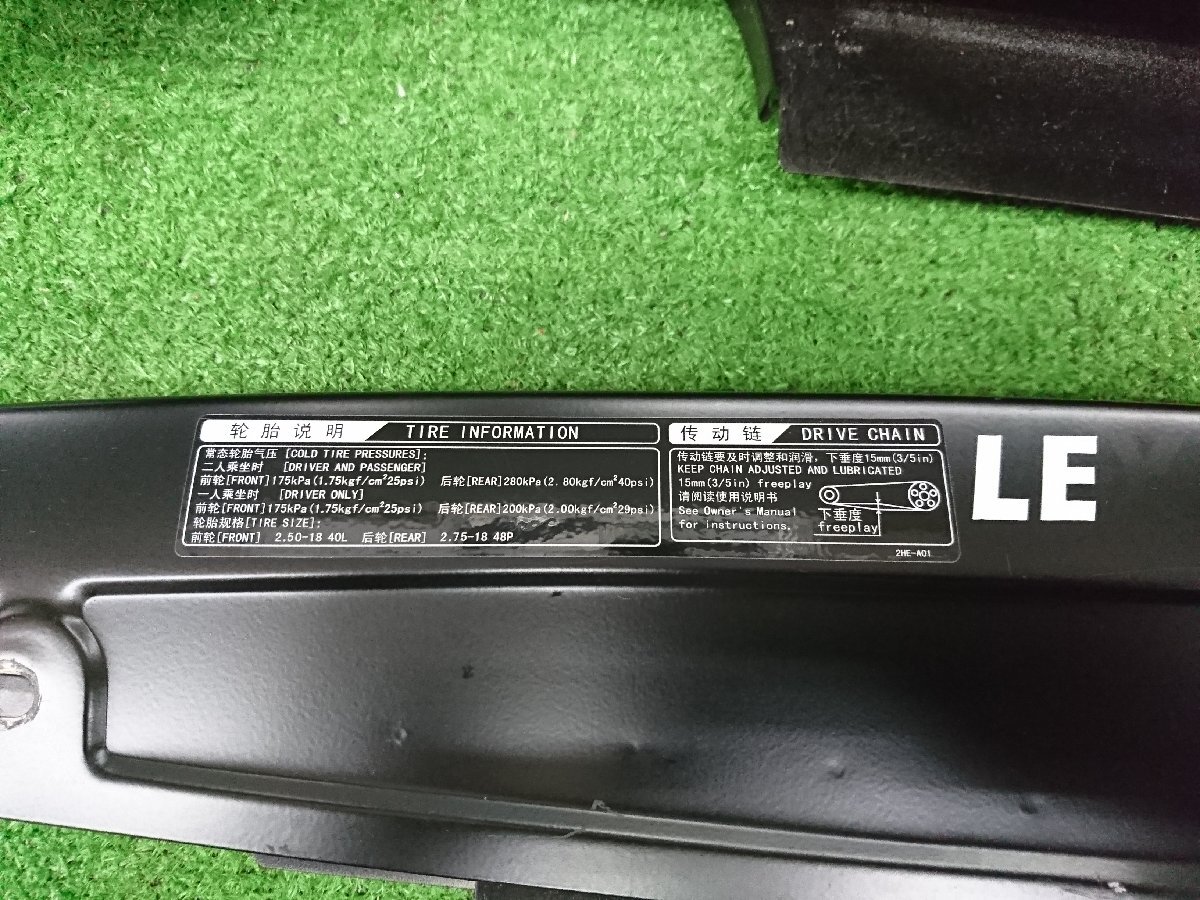 轮胎说明 TIRE INFORMATION
常态轮胎气压 [COLD TIRE PRESSURES]:
二人乘坐时 [DRIVER AND PASSENGER]
前轮[FRONT]175kPa(1.75kgf/cm²25psi) 后轮[REAR]280kPa(2.80kgf/cm²40psi)
一人乘坐时 [DRIVER ONLY]
前轮[FRONT]175kPa(1.75kgf/cm²25psi) 后轮[REAR]200kPa(2.00kgf/cm²29psi)
轮胎规格[TIRE SIZE]:
前轮[FRONT] 2.50-18 40L 后轮[REAR] 2.75-18 48P
传动链 DRIVE CHAIN
传动链要及时调整和润滑，下垂度15mm(3/5in)
KEEP CHAIN ADJUSTED AND LUBRICATED
15mm(3/5in) freeplay
请阅读使用说明书
See Owner's Manual
for instructions.
下垂度
freeplay
2HE-A01
LE